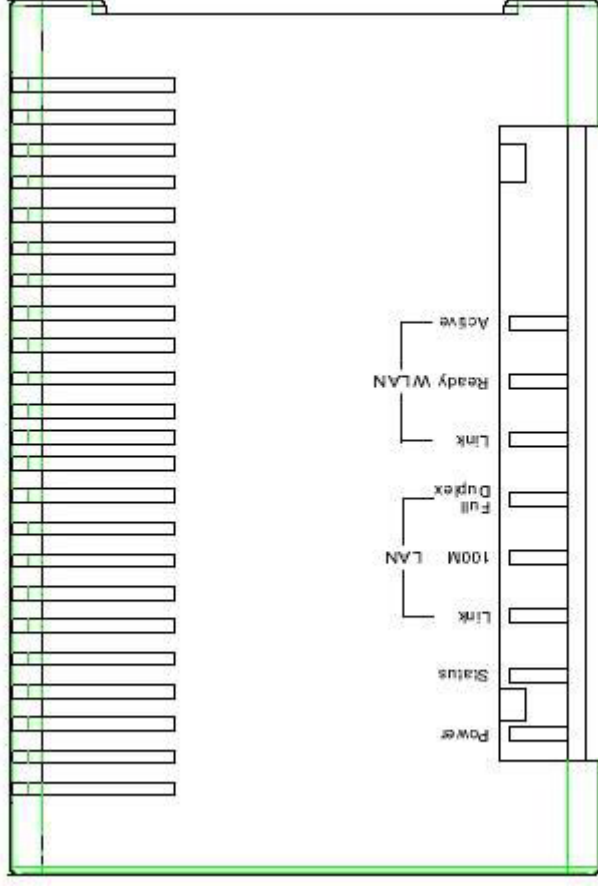 Power
Status
Link
100M LAN
Full
Duplex
Link
Ready WLAN
Active